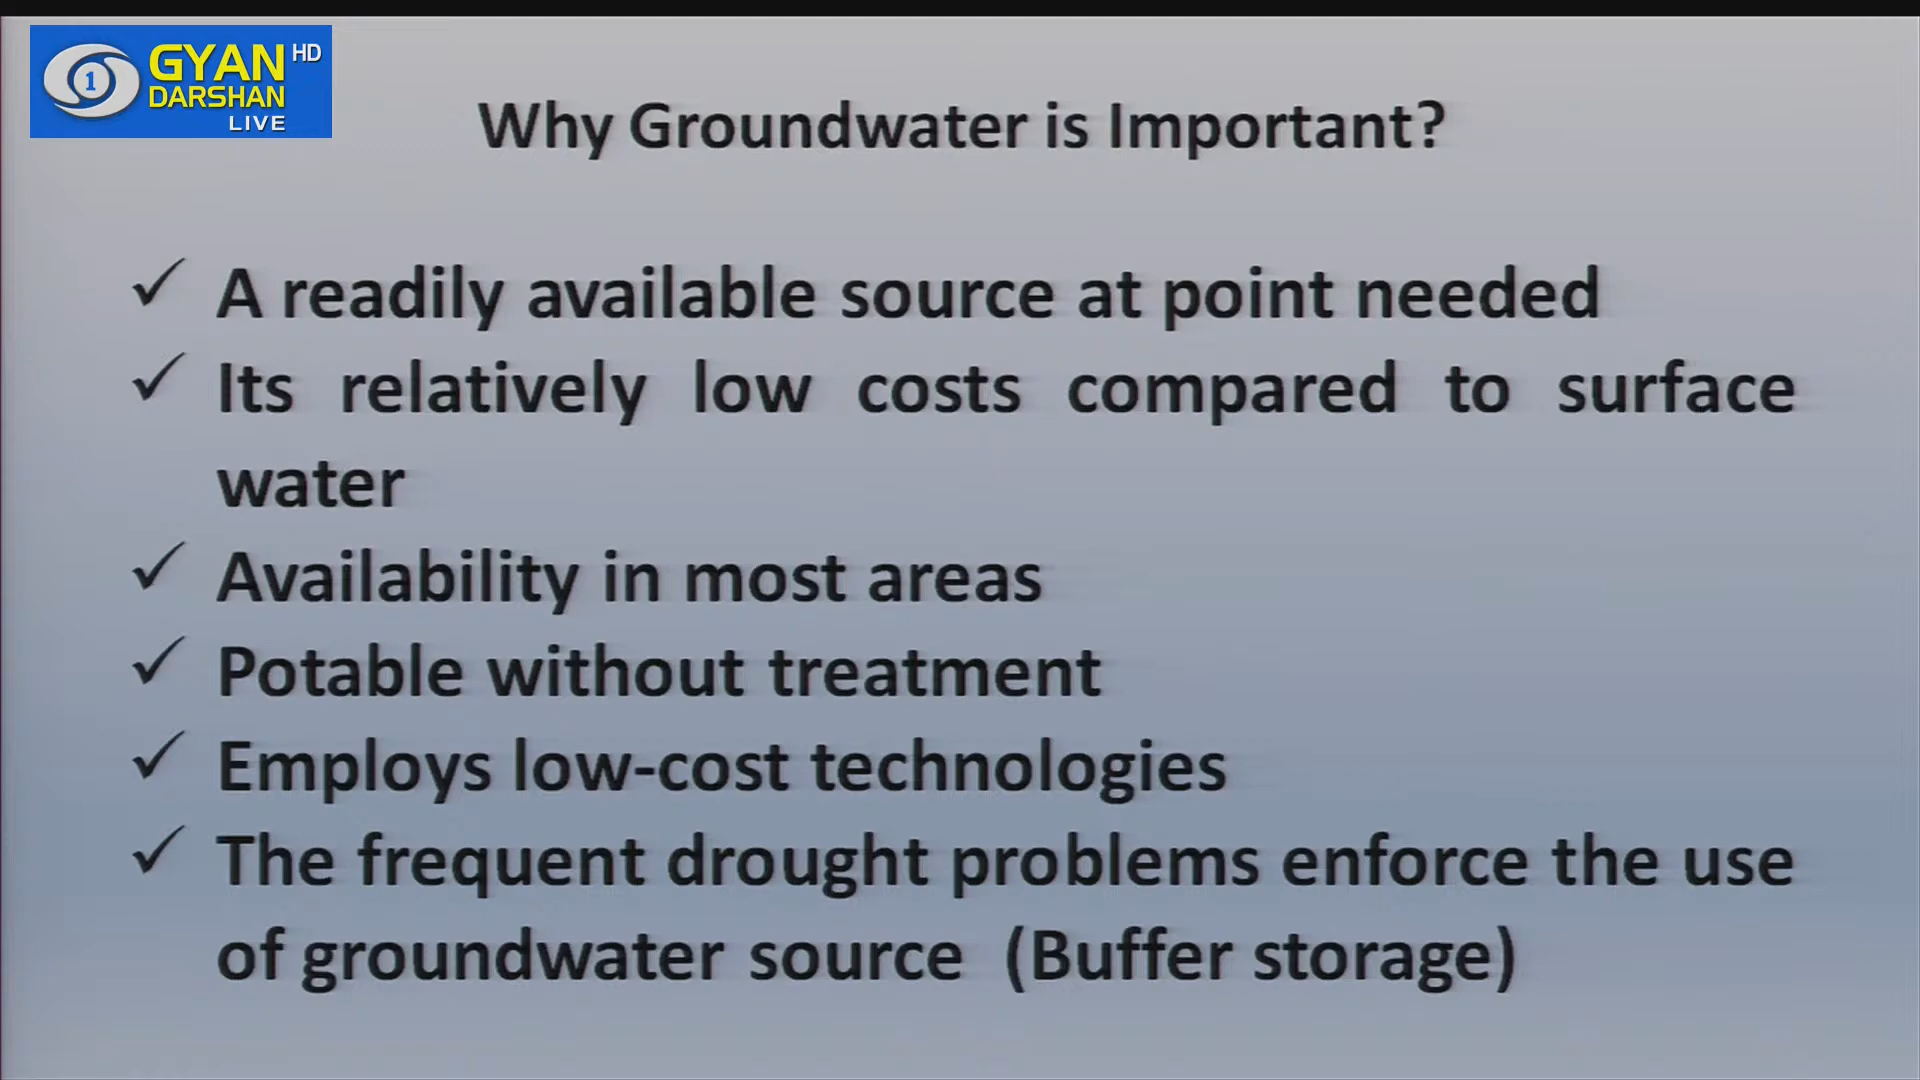 1
GYAN HD
DARSHAN
LIVE
Why Groundwater is Important?
✓ A readily available source at point needed
✓ Its relatively low costs compared to surface
water
✓ Availability in most areas
✓ Potable without treatment
✓ Employs low-cost technologies
✓ The frequent drought problems enforce the use
of groundwater source (Buffer storage)